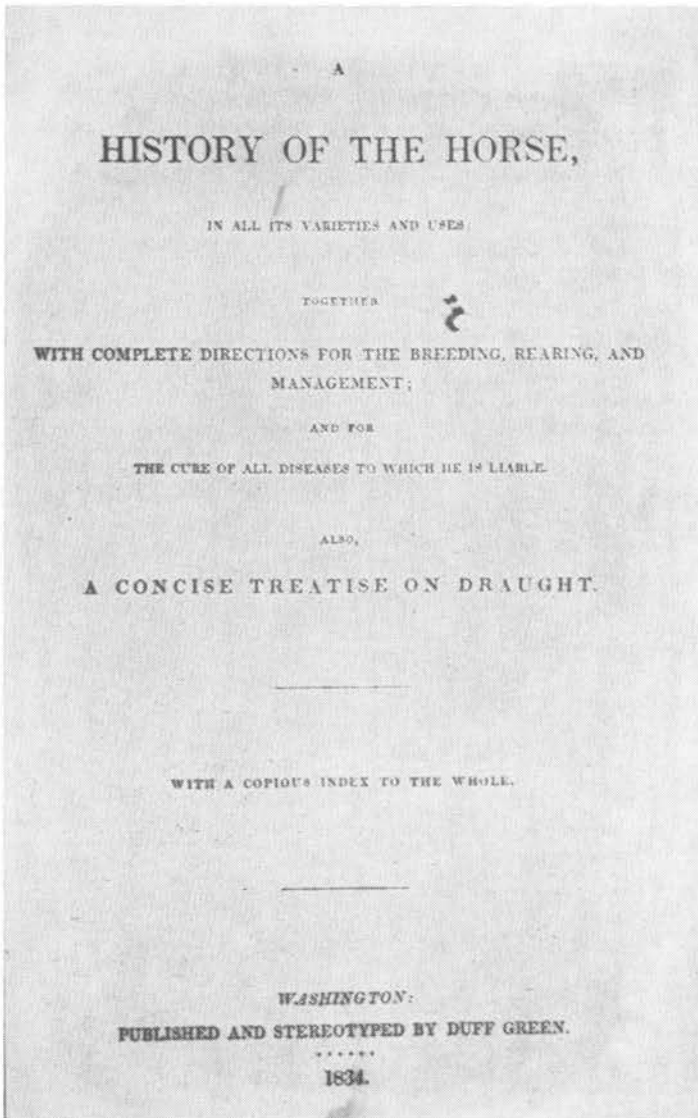 A
HISTORY OF THE HORSE,
IN ALL ITS VARIETIES AND USES:
TOGETHER
WITH COMPLETE DIRECTIONS FOR THE BREEDING, REARING, AND
MANAGEMENT;
AND FOR
THE CURE OF ALL DISEASES TO WHICH HE IS LIABLE.
ALSO,
A CONCISE TREATISE ON DRAUGHT.
WITH A COPIOUS INDEX TO THE WHOLE.
WASHINGTON:
PUBLISHED AND STEREOTYPED BY DUFF GREEN.
......
1834.